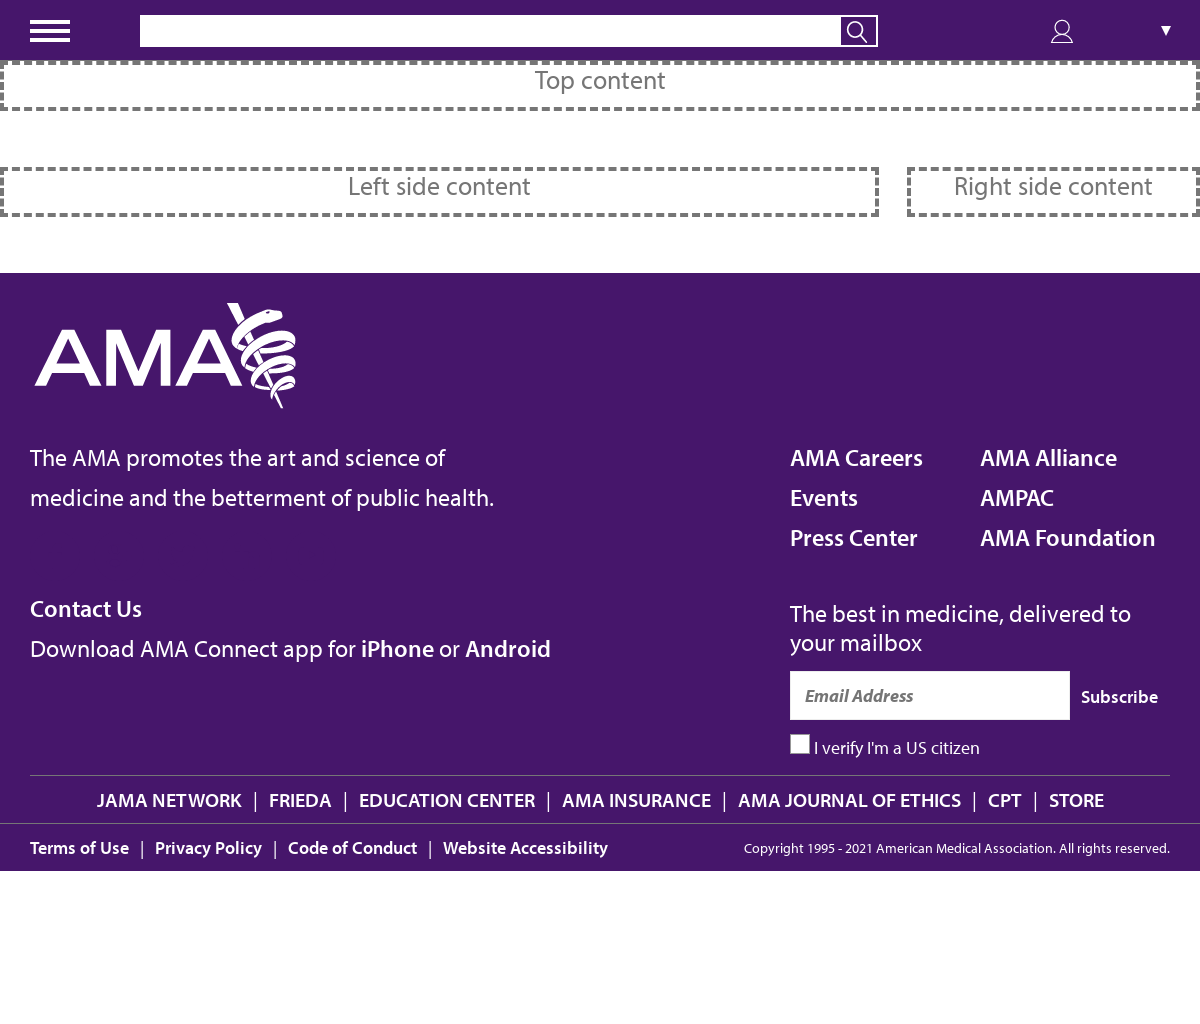 ▼
Top content
Left side content
Right side content
AMA
The AMA promotes the art and science of
medicine and the betterment of public health.
AMA Careers
Events
Press Center
AMA Alliance
AMPAC
AMA Foundation
Contact Us
Download AMA Connect app for iPhone or Android
The best in medicine, delivered to
your mailbox
Email Address
Subscribe
I verify I'm a US citizen
JAMA NETWORK | FRIEDA | EDUCATION CENTER | AMA INSURANCE | AMA JOURNAL OF ETHICS | CPT | STORE
Terms of Use | Privacy Policy | Code of Conduct | Website Accessibility
Copyright 1995 - 2021 American Medical Association. All rights reserved.